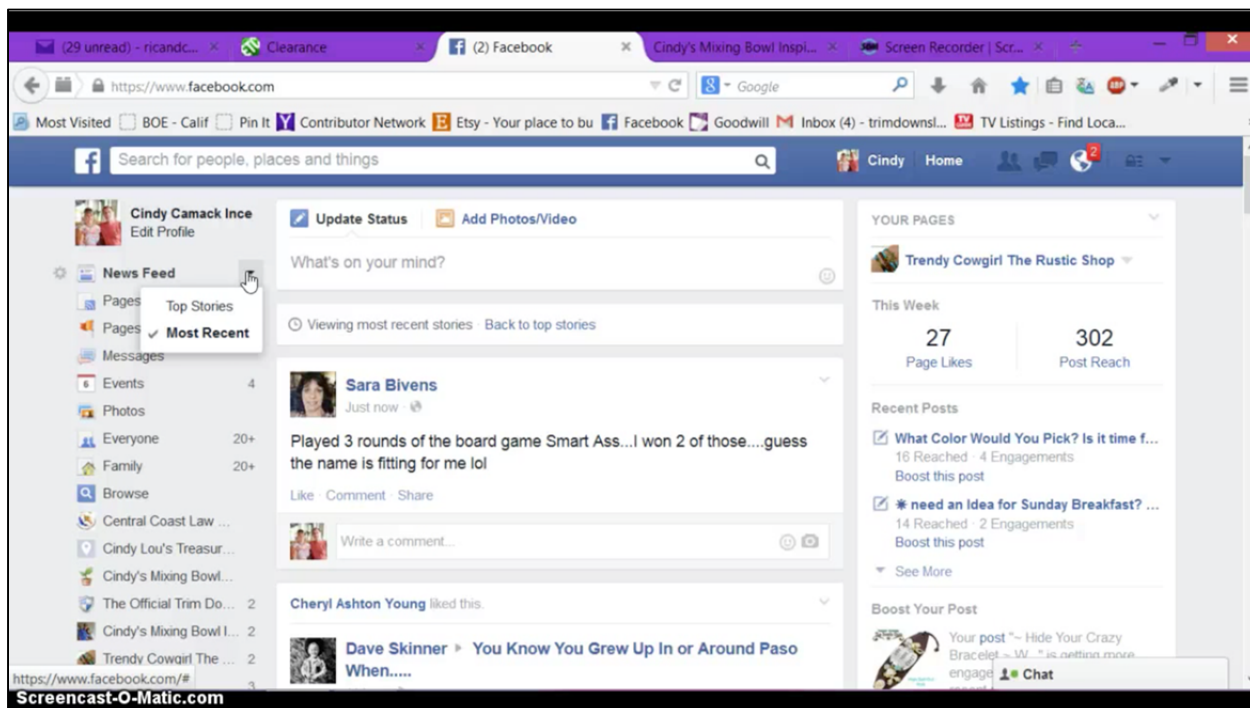 (29 unread) - ricandc...
Clearance
(2) Facebook
Cindy's Mixing Bowl Inspi...
Screen Recorder | Scr...
https://www.facebook.com
Google
Most Visited
BOE - Calif
Pin It
Contributor Network
Etsy - Your place to bu
Facebook
Goodwill
Inbox (4) - trimdownsl...
TV Listings - Find Loca...
Search for people, places and things
Cindy
Home
2
Cindy Camack Ince
Edit Profile
News Feed
Top Stories
Most Recent
Pages
Pages
Messages
Events 4
Photos
Everyone 20+
Family 20+
Browse
Central Coast Law ...
Cindy Lou's Treasur...
Cindy's Mixing Bowl...
The Official Trim Do... 2
Cindy's Mixing Bowl I... 2
Trendy Cowgirl The ... 2
3
https://www.facebook.com/#
Update Status
Add Photos/Video
What's on your mind?
Viewing most recent stories · Back to top stories
Sara Bivens
Just now ·
Played 3 rounds of the board game Smart Ass...I won 2 of those....guess
the name is fitting for me lol
Like · Comment · Share
Write a comment...
Cheryl Ashton Young liked this.
Dave Skinner ▸ You Know You Grew Up In or Around Paso
When.....
YOUR PAGES
Trendy Cowgirl The Rustic Shop
This Week
27 302
Page Likes Post Reach
Recent Posts
What Color Would You Pick? Is it time f...
16 Reached · 4 Engagements
Boost this post
☀ need an Idea for Sunday Breakfast? ...
14 Reached · 2 Engagements
Boost this post
See More
Boost Your Post
Your post "~ Hide Your Crazy
Bracelet ~ W..." is getting more
engage
Chat
Screencast-O-Matic.com